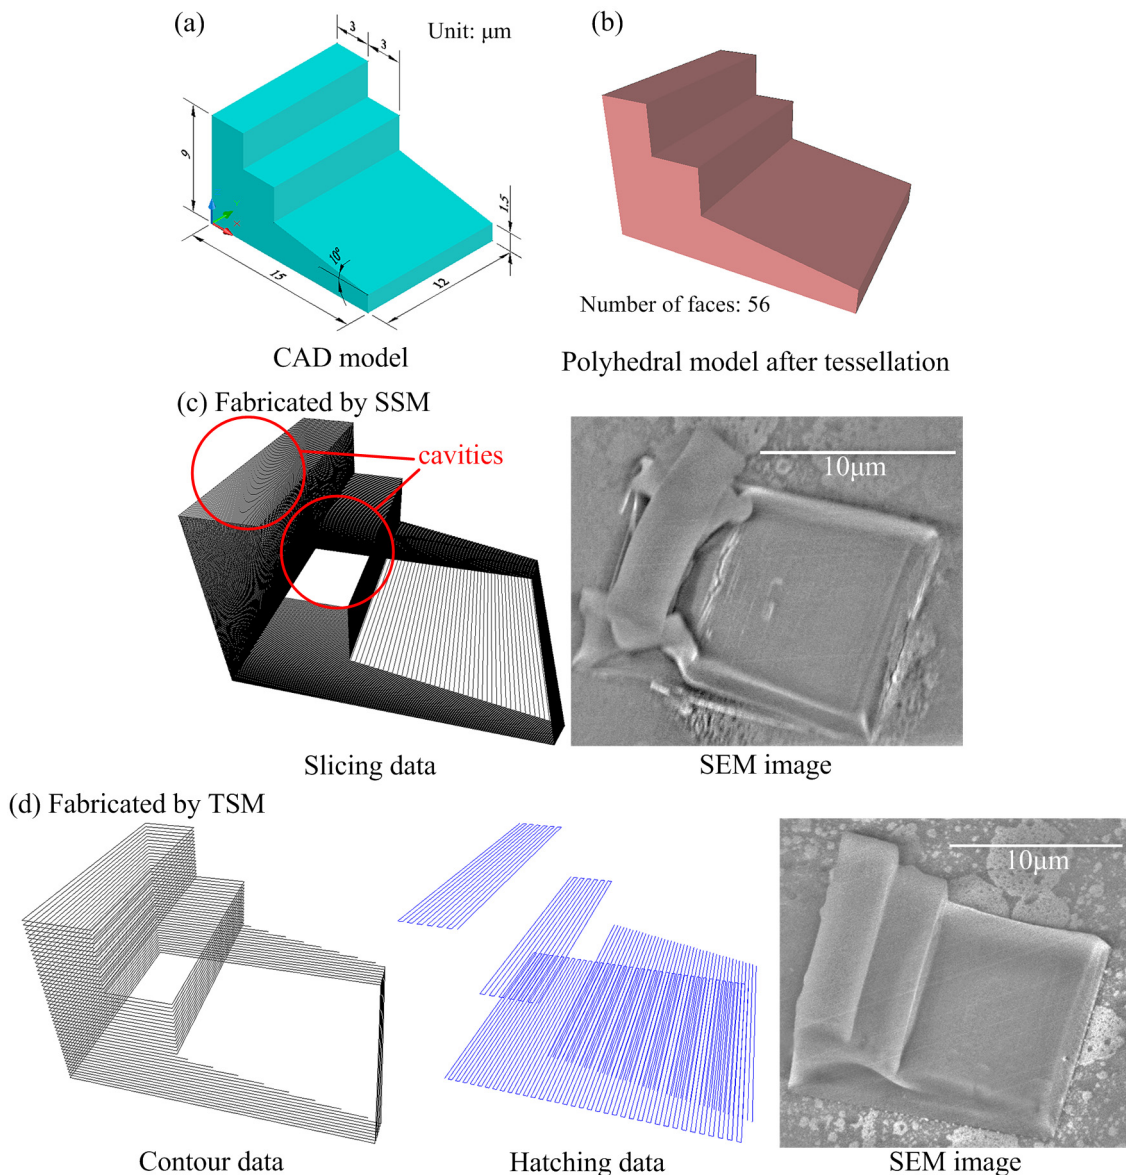 (a)
3
3
Unit: μm
(b)
9
1.5
10°
15
12
Number of faces: 56
CAD model
Polyhedral model after tessellation
(c) Fabricated by SSM
cavities
10μm
Slicing data
SEM image
(d) Fabricated by TSM
10μm
Contour data
Hatching data
SEM image